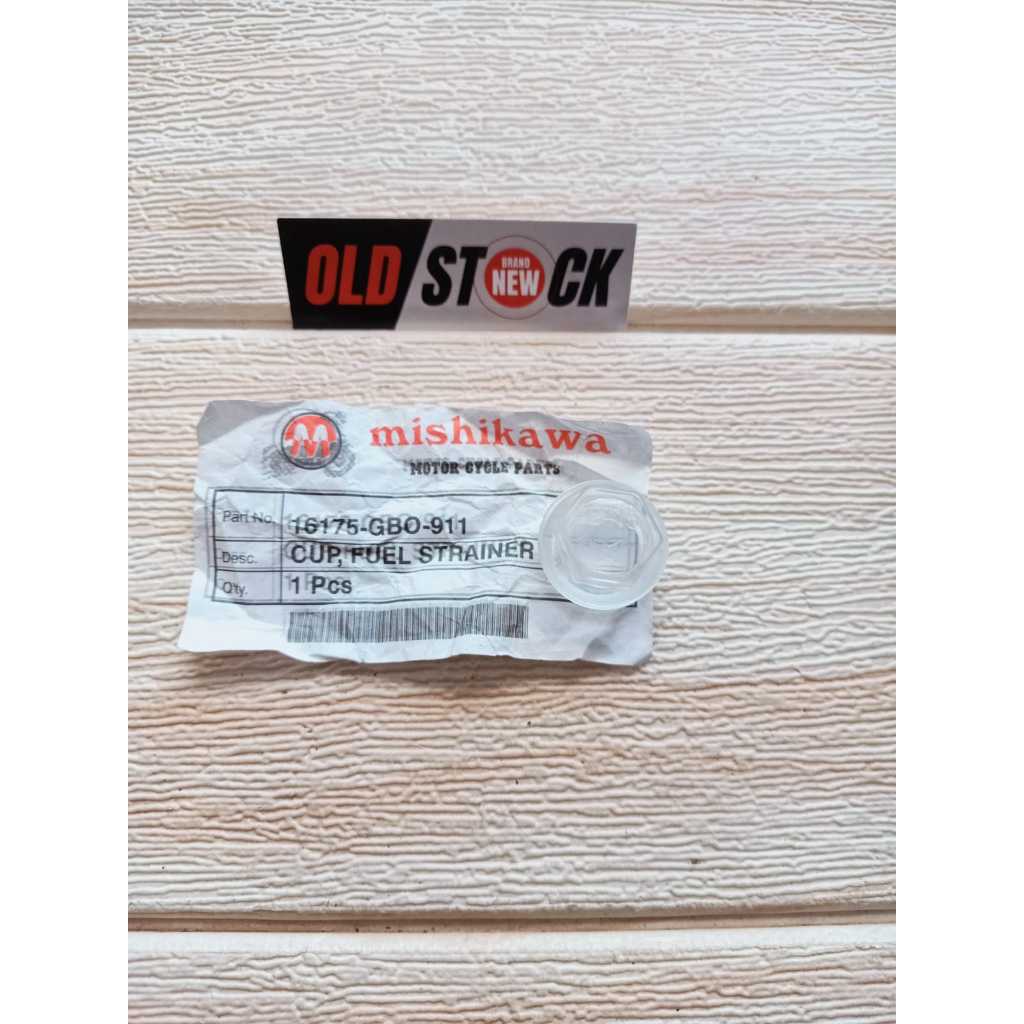 OLD STOCK
BRAND
NEW
M
mishikawa
MOTOR CYCLE PARTS
Part No. 16175-GBO-911
Desc. CUP, FUEL STRAINER
Q'ty. 1 Pcs